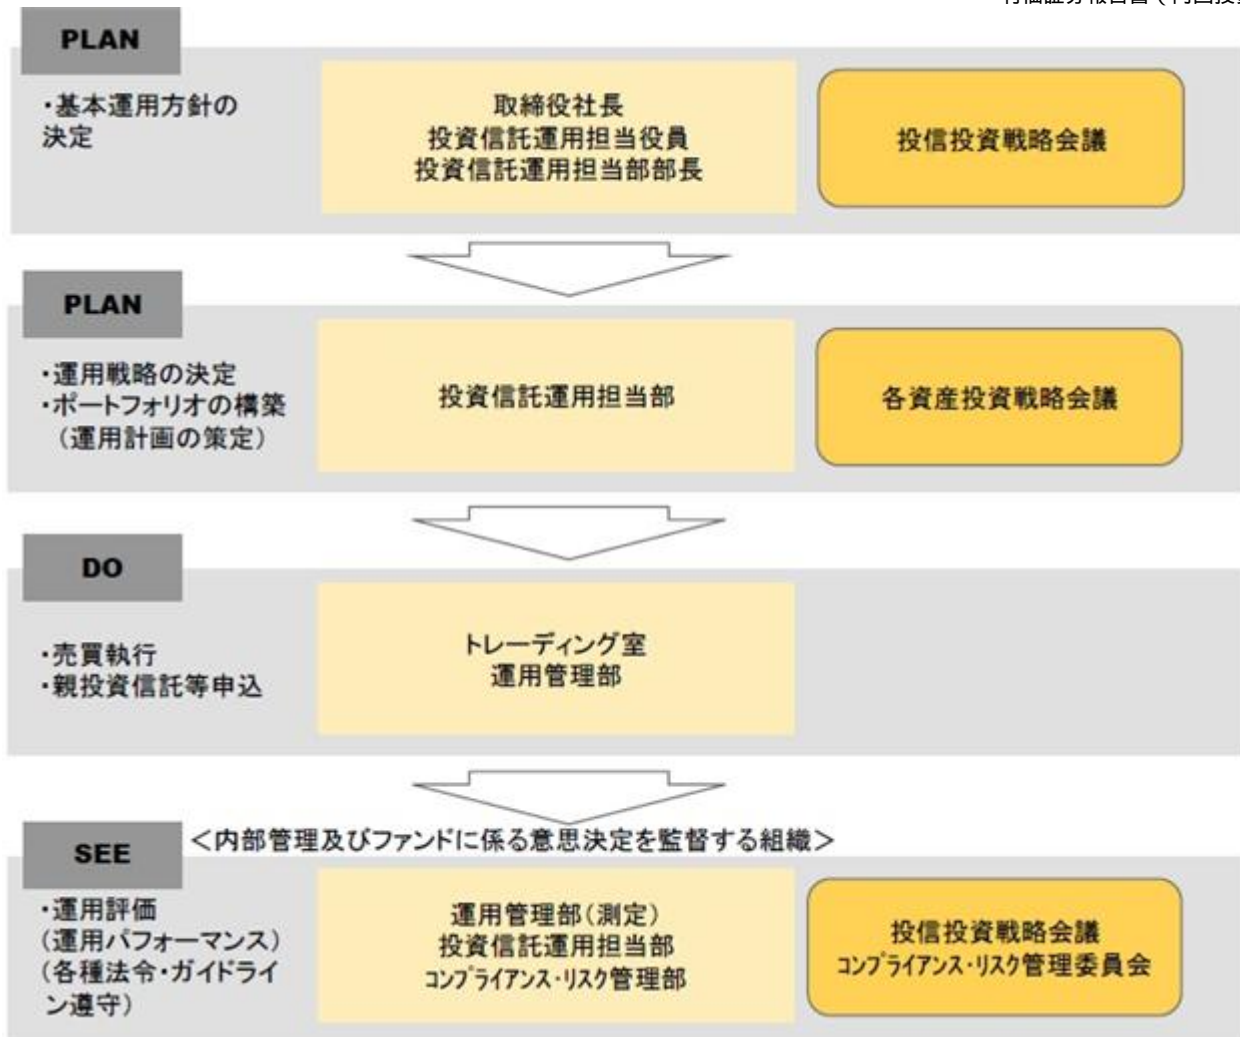 PLAN
・基本運用方針の
決定
取締役社長
投資信託運用担当役員
投資信託運用担当部部長
投信投資戦略会議
PLAN
・運用戦略の決定
・ポートフォリオの構築
（運用計画の策定）
投資信託運用担当部
各資産投資戦略会議
DO
・売買執行
・親投資信託等申込
トレーディング室
運用管理部
＜内部管理及びファンドに係る意思決定を監督する組織＞
SEE
・運用評価
(運用パフォーマンス)
(各種法令・ガイドライ
ン遵守)
運用管理部(測定)
投資信託運用担当部
ｺﾝﾌﾟﾗｲｱﾝｽ・ﾘｽｸ管理部
投信投資戦略会議
ｺﾝﾌﾟﾗｲｱﾝｽ・ﾘｽｸ管理委員会